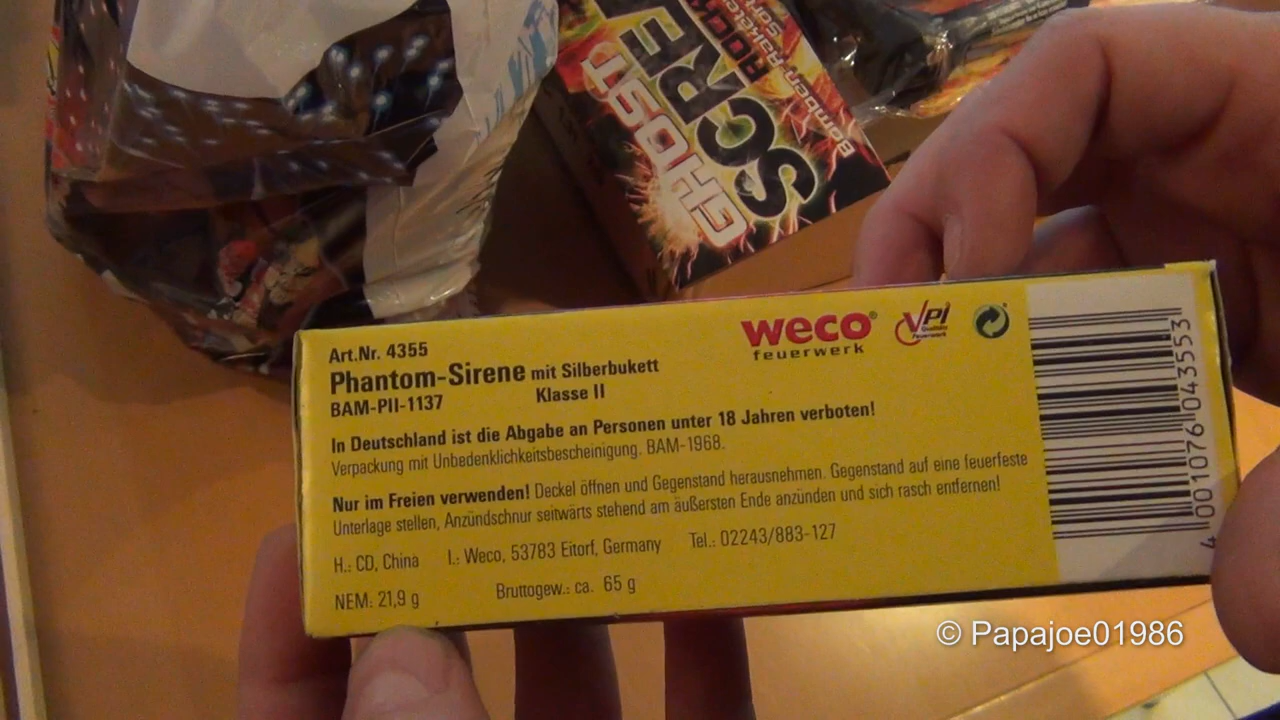 GHOST
SCRE
Bomben Raketen
Art.Nr. 4355
Phantom-Sirene mit Silberbukett
BAM-PII-1137 Klasse II
weco®
feuerwerk
VPI
In Deutschland ist die Abgabe an Personen unter 18 Jahren verboten!
Verpackung mit Unbedenklichkeitsbescheinigung. BAM-1968.
Nur im Freien verwenden! Deckel öffnen und Gegenstand herausnehmen. Gegenstand auf eine feuerfeste
Unterlage stellen, Anzündschnur seitwärts stehend am äußersten Ende anzünden und sich rasch entfernen!
H.: CD, China I.: Weco, 53783 Eitorf, Germany Tel.: 02243/883-127
NEM: 21,9 g Bruttogew.: ca. 65 g
4 001076 043553
© Papajoe01986